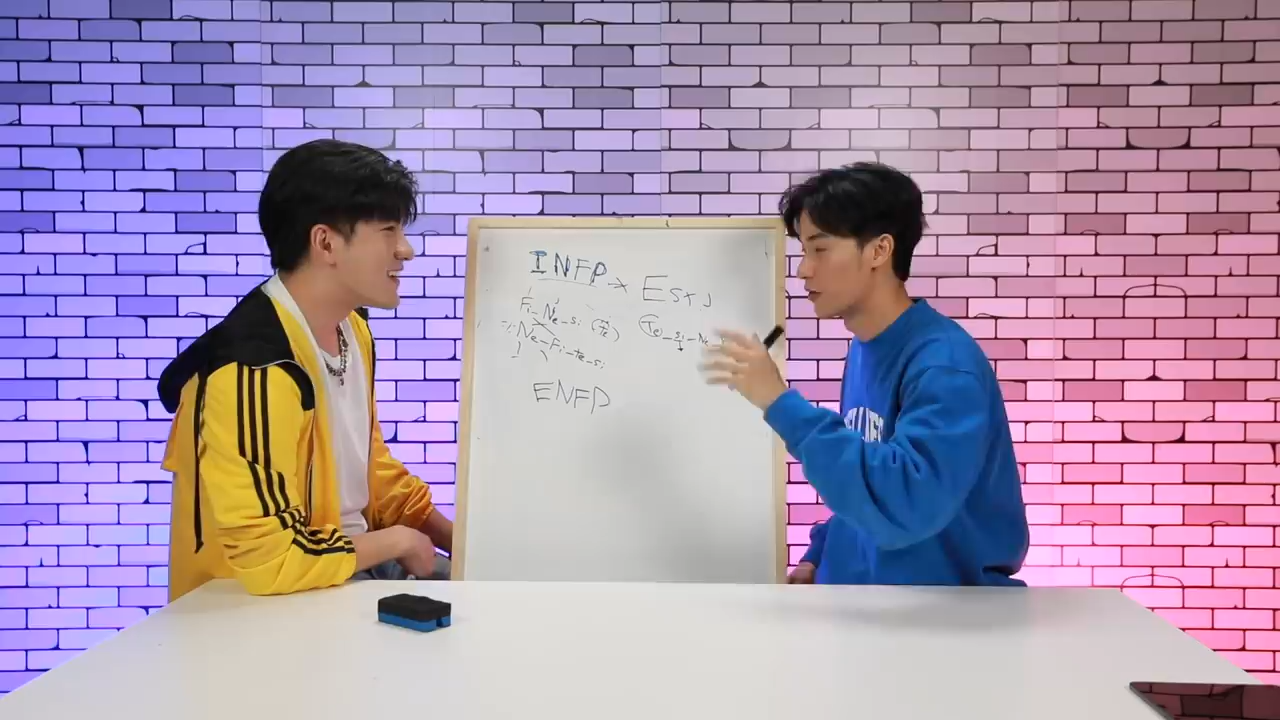 INFP x ESTJ
Fi-Ne-Si (Te)
Te-Si-Ne
Ne-Fi-Te-Si
ENFP